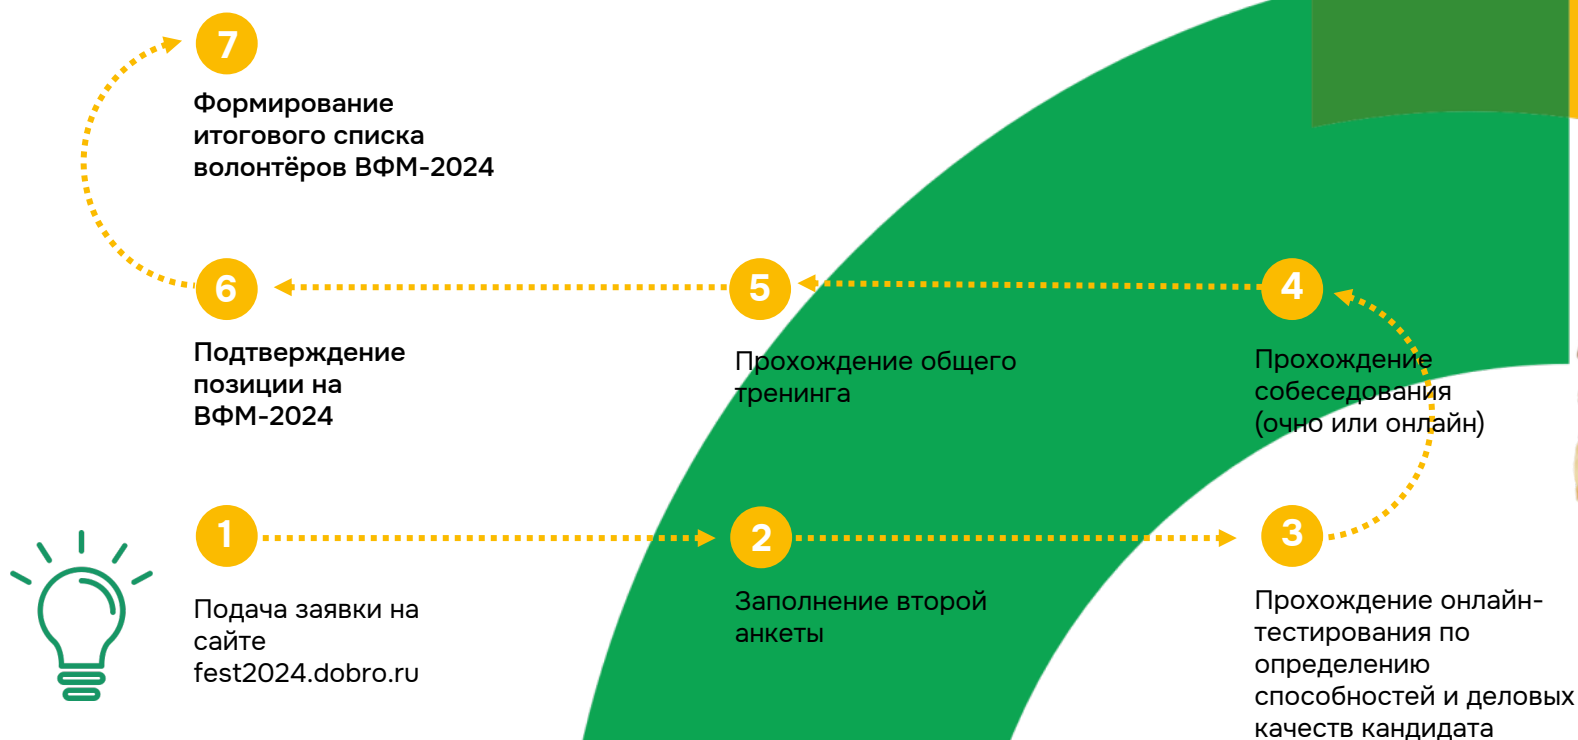 7
Формирование
итогового списка
волонтёров ВФМ-2024
6
Подтверждение
позиции на
ВФМ-2024
5
Прохождение общего
тренинга
4
Прохождение
собеседования
(очно или онлайн)
1
Подача заявки на
сайте
fest2024.dobro.ru
2
Заполнение второй
анкеты
3
Прохождение онлайн-
тестирования по
определению
способностей и деловых
качеств кандидата